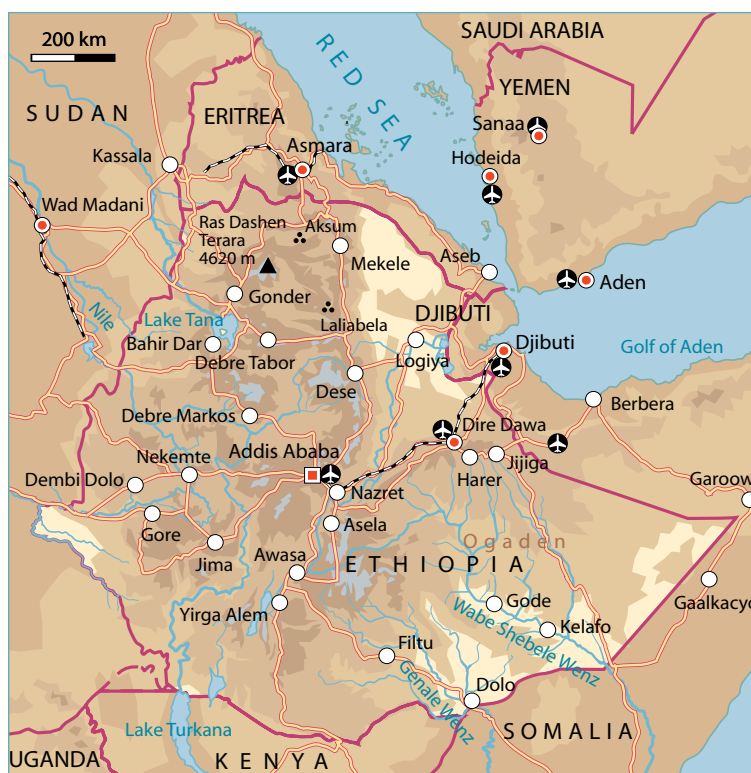 SAUDI ARABIA
200 km
RED SEA
YEMEN
SUDAN
ERITREA
Sanaa
Asmara
Kassala
Hodeida
Wad Madani
Ras Dashen
Terara
4620 m
Aksum
Mekele
Aseb
Aden
Gonder
Nile
Lake Tana
Laliabela
DJIBUTI
Bahir Dar
Djibuti
Golf of Aden
Debre Tabor
Logiya
Dese
Berbera
Debre Markos
Dire Dawa
Addis Ababa
Nekemte
Jijiga
Harer
Dembi Dolo
Garoow
Nazret
Gore
Asela
Jima
Ogaden
Awasa
ETHIOPIA
Yirga Alem
Gode
Gaalkacyo
Kelafo
Wabe Shebele Wenz
Filtu
Genale Wenz
Dolo
Lake Turkana
SOMALIA
UGANDA
KENYA